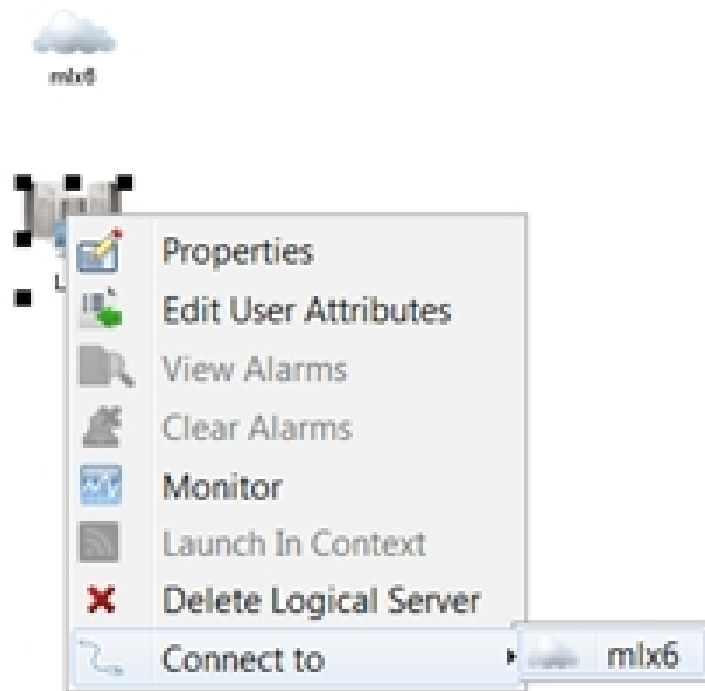 mlx6
L
Properties
Edit User Attributes
View Alarms
Clear Alarms
Monitor
Launch In Context
Delete Logical Server
Connect to
mlx6